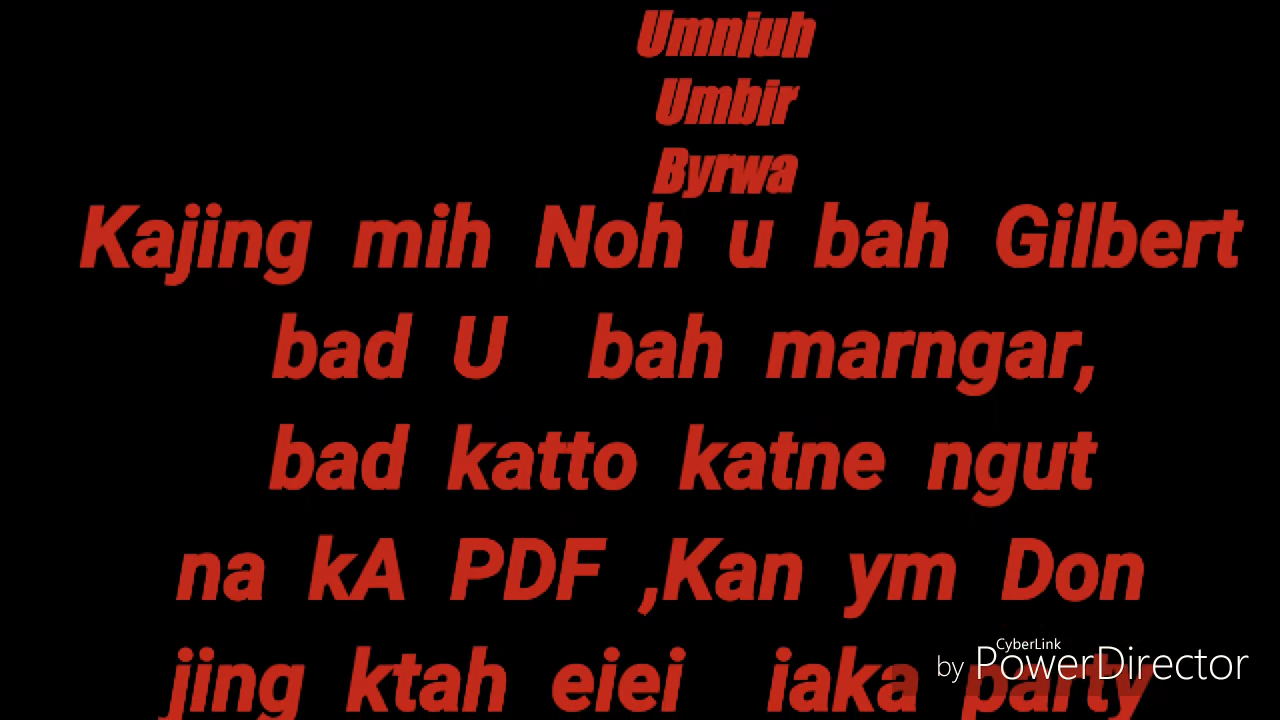 Umniuh
Umbir
Byrwa
Kajing mih Noh u bah Gilbert
bad U bah marngar,
bad katto katne ngut
na kA PDF ,Kan ym Don
jing ktah eiei iaka party
CyberLink
by PowerDirector